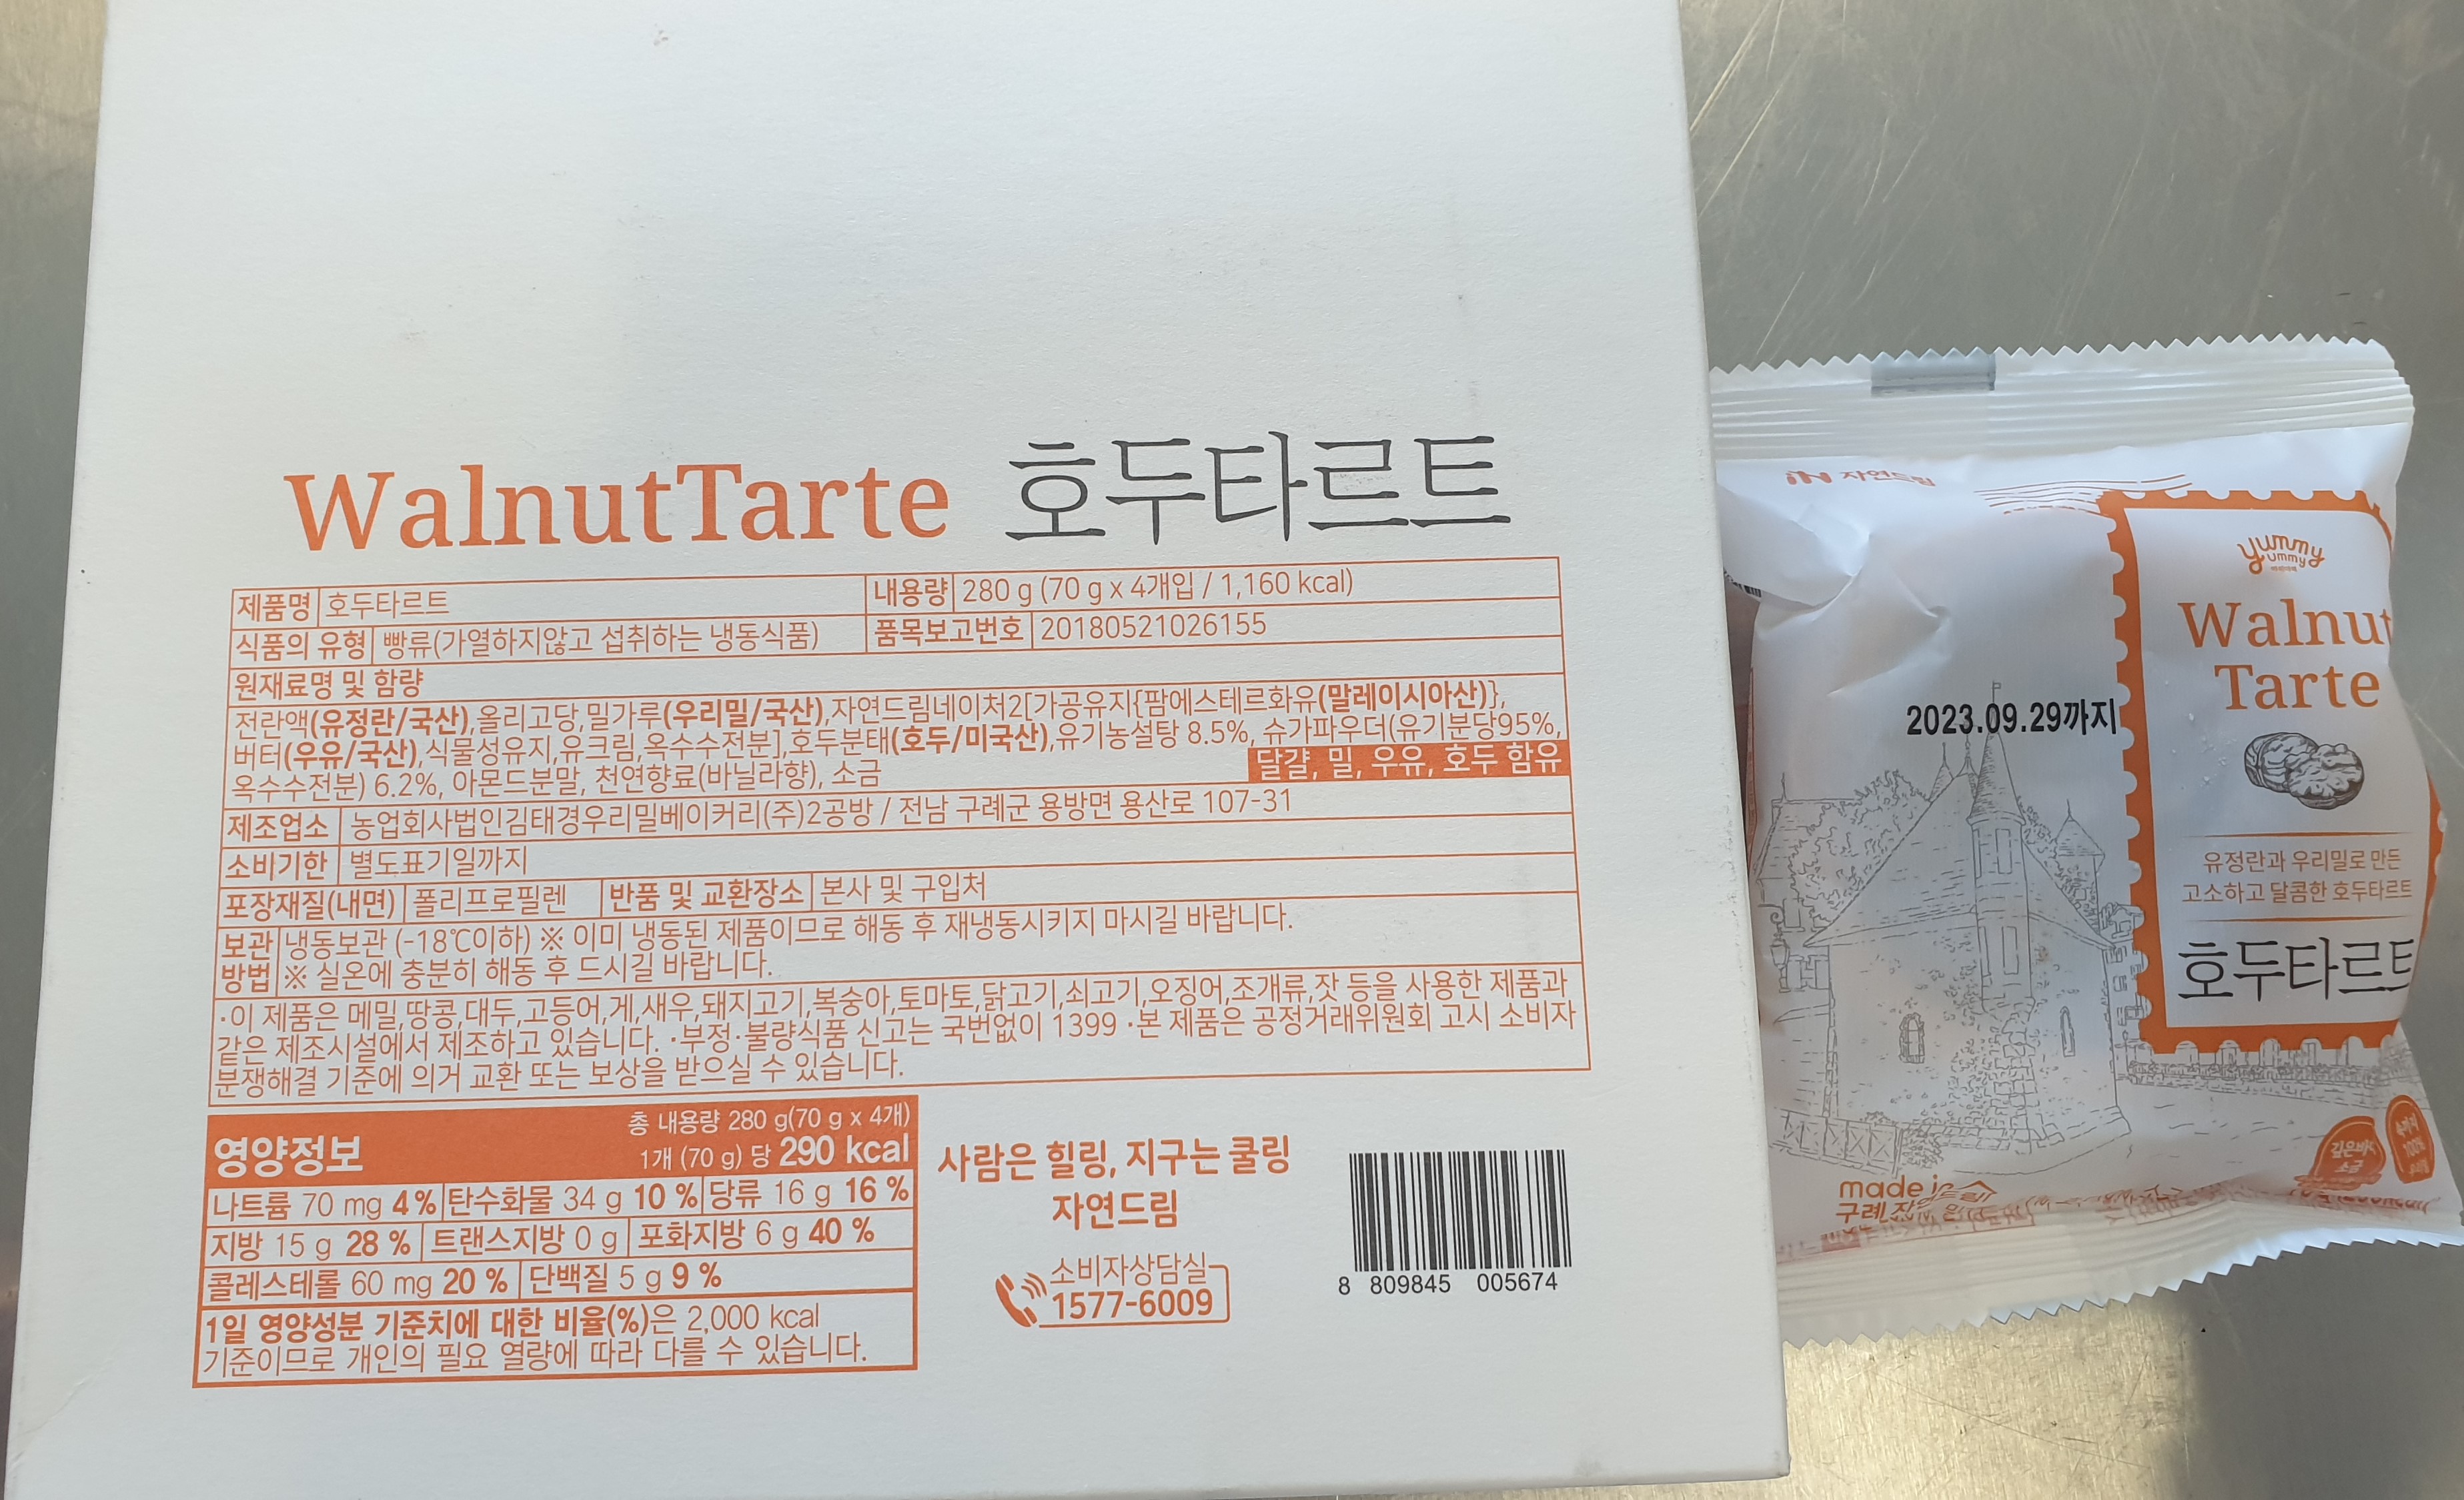 WalnutTarte 호두타르트
제품명 호두타르트 내용량 280 g (70 g x 4개입 / 1,160 kcal)
식품의 유형 빵류(가열하지않고 섭취하는 냉동식품) 품목보고번호 20180521026155
원재료명 및 함량
전란액(유정란/국산),올리고당,밀가루(우리밀/국산),자연드림네이처2[가공유지{팜에스테르화유(말레이시아산)},
버터(우유/국산),식물성유지,유크림,옥수수전분],호두분태(호두/미국산),유기농설탕 8.5%, 슈가파우더(유기분당95%,
옥수수전분) 6.2%, 아몬드분말, 천연향료(바닐라향), 소금 달걀, 밀, 우유, 호두 함유
제조업소 농업회사법인김태경우리밀베이커리(주)2공방 / 전남 구례군 용방면 용산로 107-31
소비기한 별도표기일까지
포장재질(내면) 폴리프로필렌 반품 및 교환장소 본사 및 구입처
보관 냉동보관 (-18℃이하) ※ 이미 냉동된 제품이므로 해동 후 재냉동시키지 마시길 바랍니다.
방법 ※ 실온에 충분히 해동 후 드시길 바랍니다.
·이 제품은 메밀,땅콩,대두,고등어,게,새우,돼지고기,복숭아,토마토,닭고기,쇠고기,오징어,조개류,잣 등을 사용한 제품과
같은 제조시설에서 제조하고 있습니다. ·부정·불량식품 신고는 국번없이 1399 ·본 제품은 공정거래위원회 고시 소비자
분쟁해결 기준에 의거 교환 또는 보상을 받으실 수 있습니다.
영양정보
총 내용량 280 g(70 g x 4개)
1개 (70 g) 당 290 kcal
나트륨 70 mg 4% 탄수화물 34 g 10 % 당류 16 g 16 %
지방 15 g 28 % 트랜스지방 0 g 포화지방 6 g 40 %
콜레스테롤 60 mg 20 % 단백질 5 g 9 %
1일 영양성분 기준치에 대한 비율(%)은 2,000 kcal
기준이므로 개인의 필요 열량에 따라 다를 수 있습니다.
사람은 힐링, 지구는 쿨링
자연드림
소비자상담실
1577-6009
8 809845 005674
iN 자연드림
yummy
ummy
Walnut
Tarte
2023.09.29까지
유정란과 우리밀로 만든
고소하고 달콤한 호두타르트
호두타르트
made in
구례
깊은바다
소금
100%